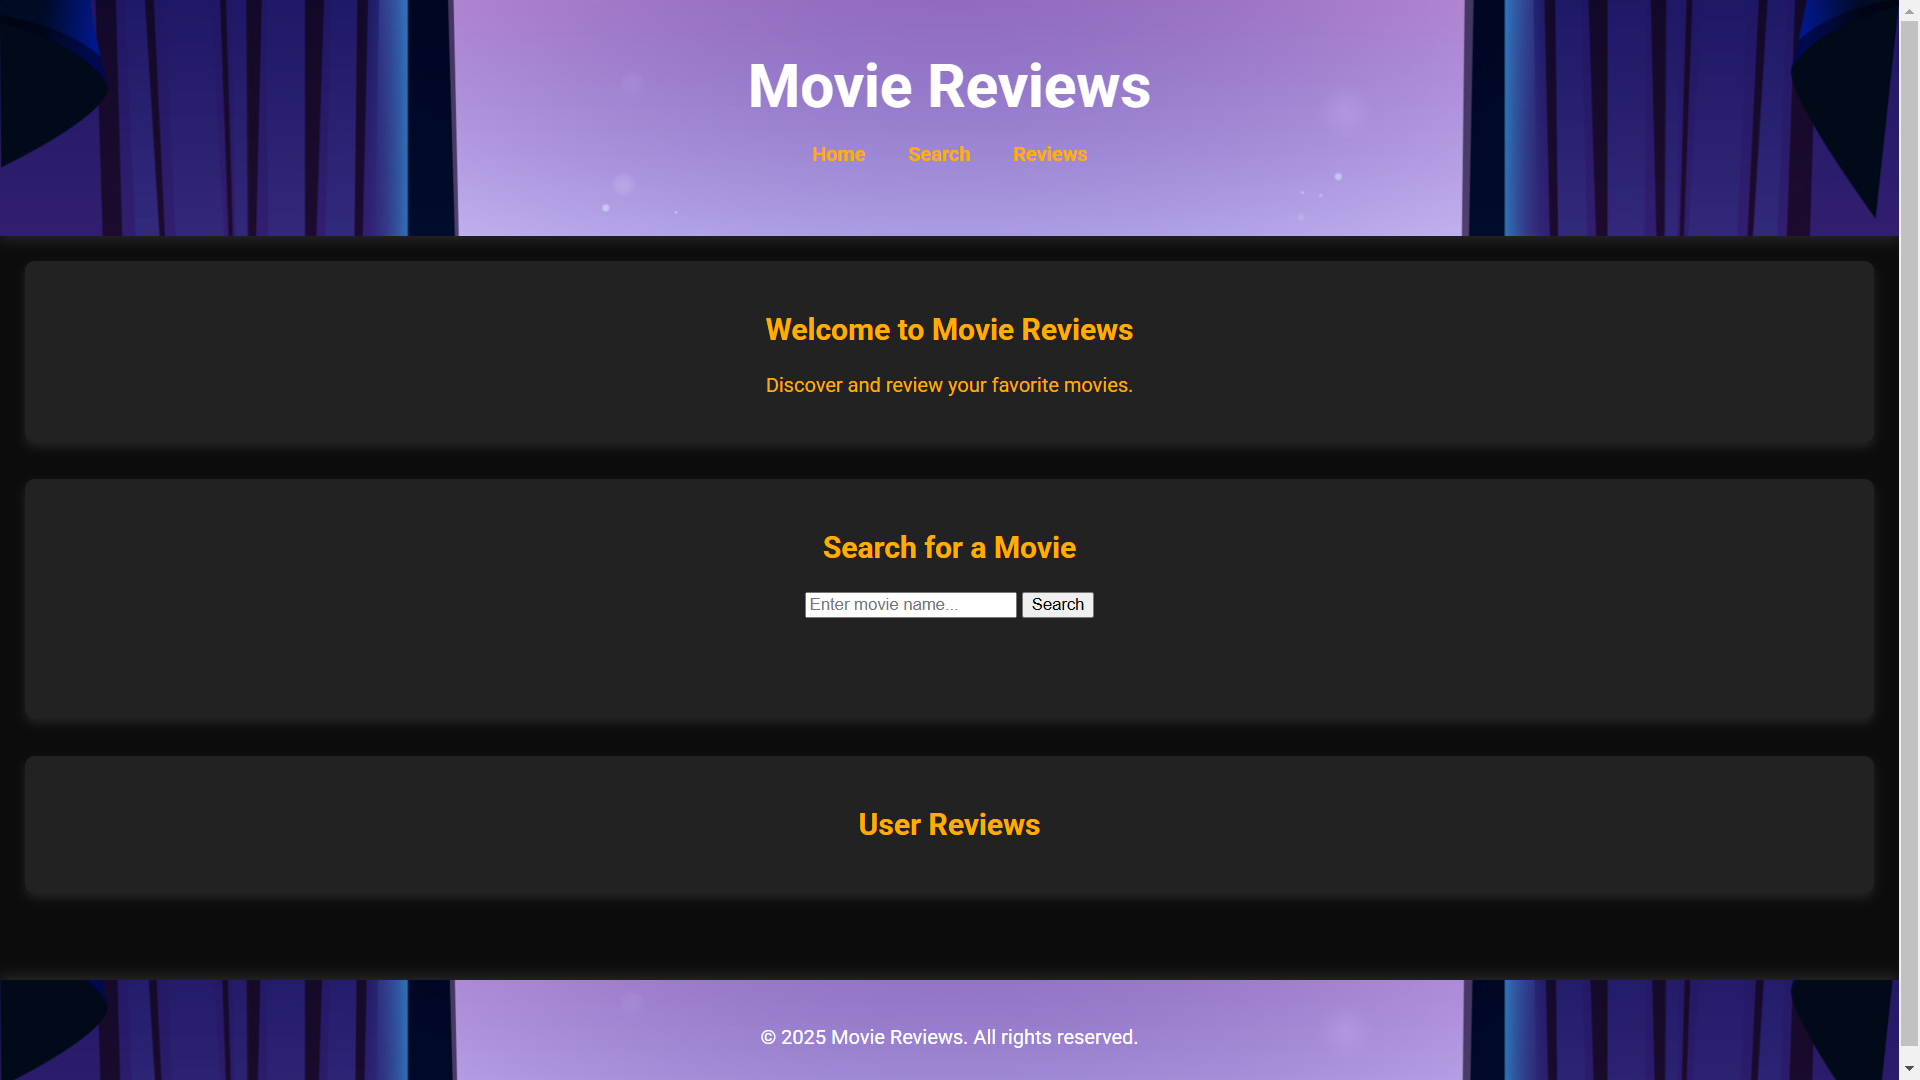 Movie Reviews
Home Search Reviews
Welcome to Movie Reviews
Discover and review your favorite movies.
Search for a Movie
Enter movie name... Search
User Reviews
© 2025 Movie Reviews. All rights reserved.